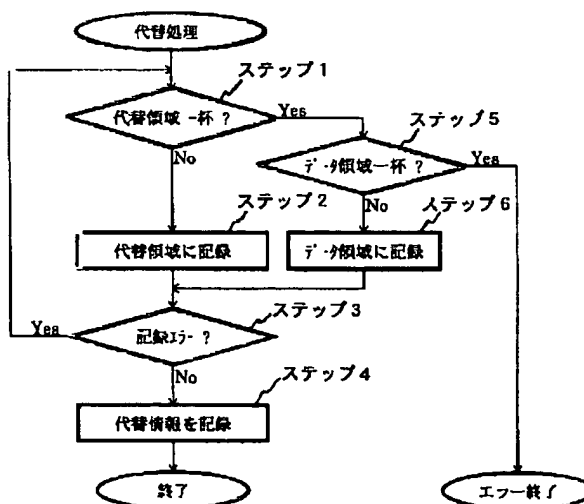 代替処理
ステップ1
代替領域一杯？
Yes
ステップ5
No
データ領域一杯？
Yes
ステップ2
No
ステップ6
代替領域に記録
データ領域に記録
ステップ3
Yes
記録エラー？
No
ステップ4
代替情報を記録
終了
エラー終了